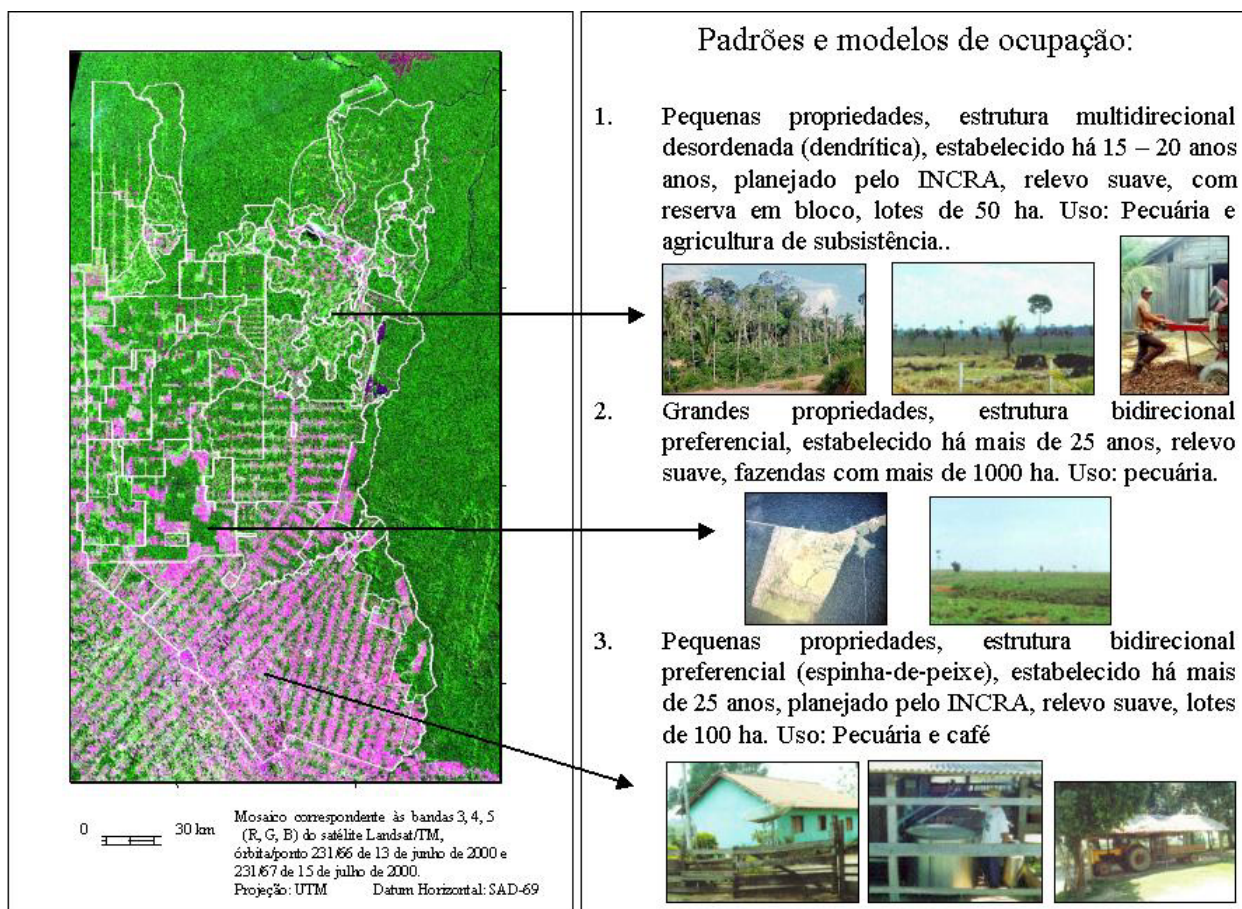 Padrões e modelos de ocupação:
1. Pequenas propriedades, estrutura multidirecional
desordenada (dendrítica), estabelecido há 15 – 20 anos
anos, planejado pelo INCRA, relevo suave, com
reserva em bloco, lotes de 50 ha. Uso: Pecuária e
agricultura de subsistência..
2. Grandes propriedades, estrutura bidirecional
preferencial, estabelecido há mais de 25 anos, relevo
suave, fazendas com mais de 1000 ha. Uso: pecuária.
3. Pequenas propriedades, estrutura bidirecional
preferencial (espinha-de-peixe), estabelecido há mais
de 25 anos, planejado pelo INCRA, relevo suave, lotes
de 100 ha. Uso: Pecuária e café
0 30 km
Mosaico correspondente às bandas 3, 4, 5
(R, G, B) do satélite Landsat/TM,
órbita/ponto 231/66 de 13 de junho de 2000 e
231/67 de 15 de julho de 2000.
Projeção: UTM Datum Horizontal: SAD-69